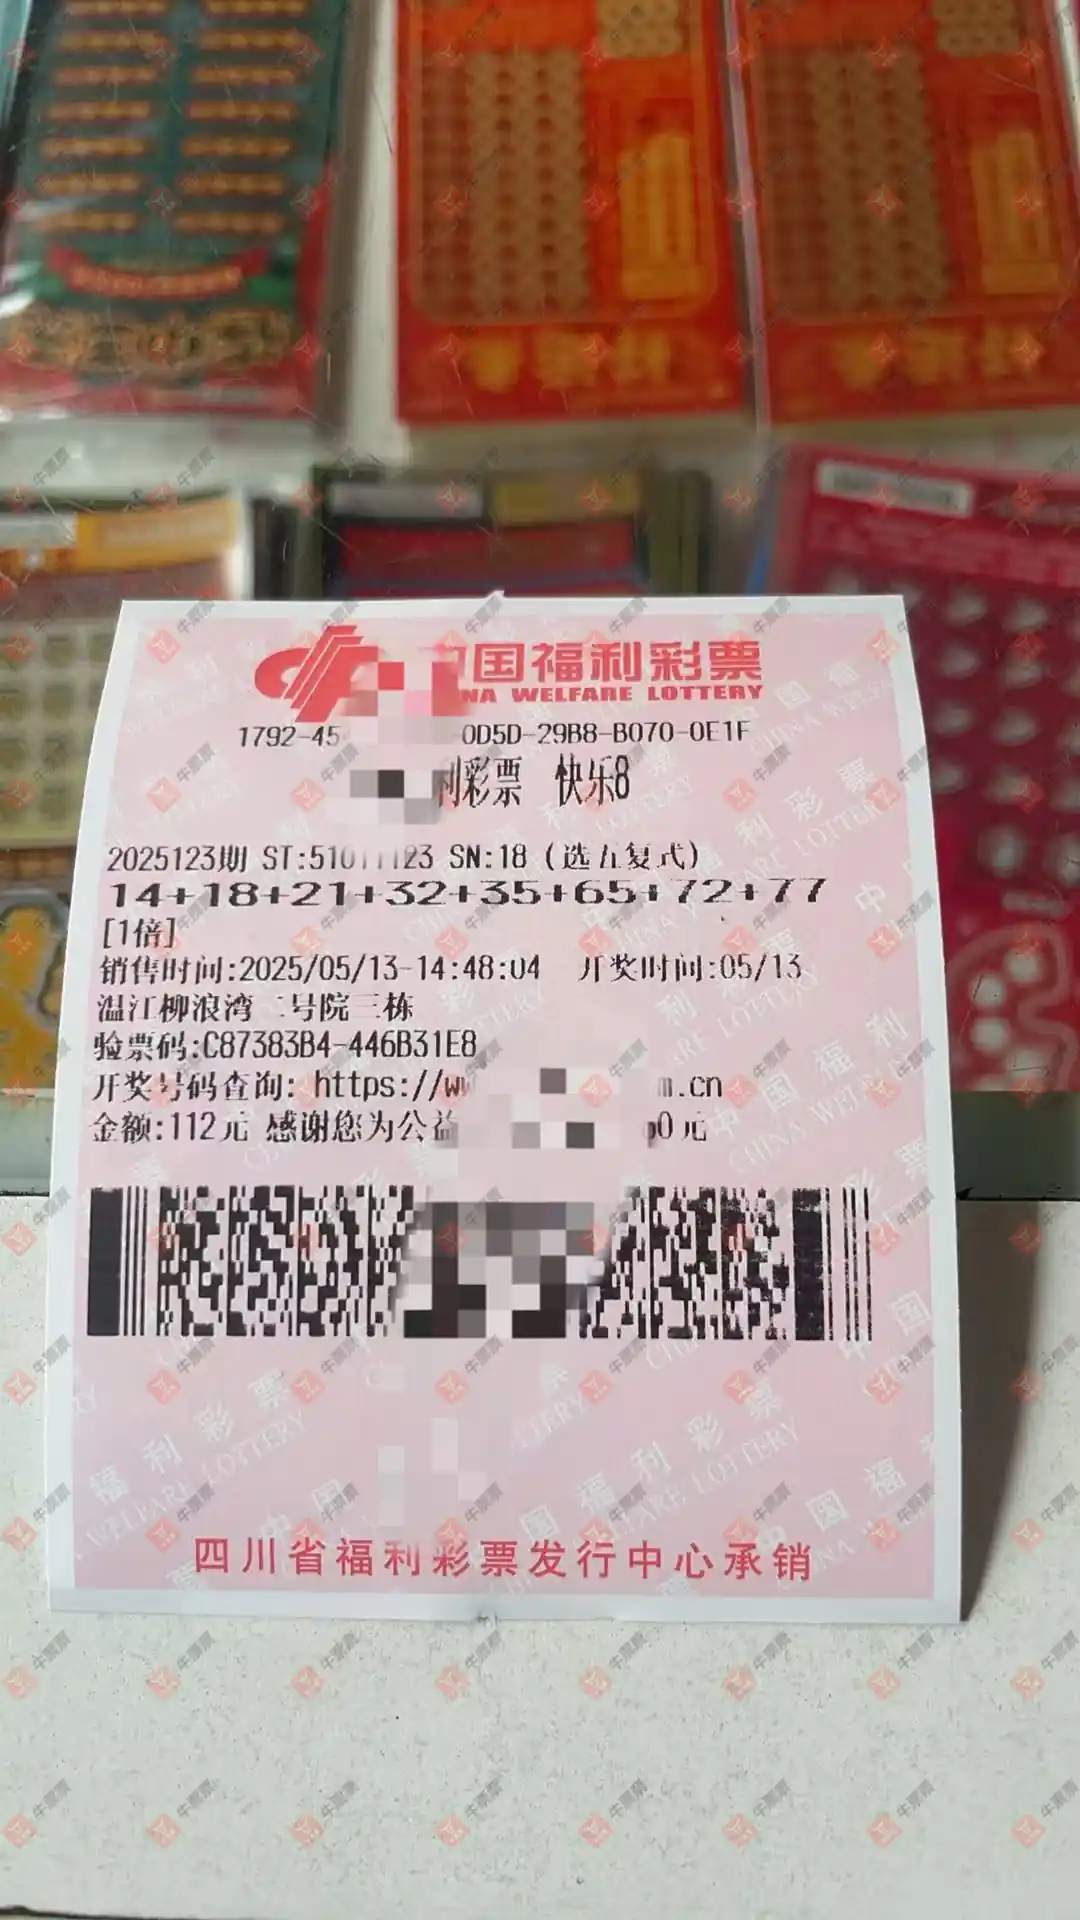 国福利彩票
NA WELFARE LOTTERY
1792-45 0D5D-29B8-B070-0E1F
利彩票 快乐8
2025123期 ST:51011123 SN:18 (选五复式)
14+18+21+32+35+65+72+77
[1倍]
销售时间:2025/05/13-14:48:04 开奖时间:05/13
温江柳浪湾二号院三栋
验票码:C87383B4-446B31E8
开奖号码查询: https://w m.cn
金额:112元 感谢您为公益 0元
四川省福利彩票发行中心承销
牛票票